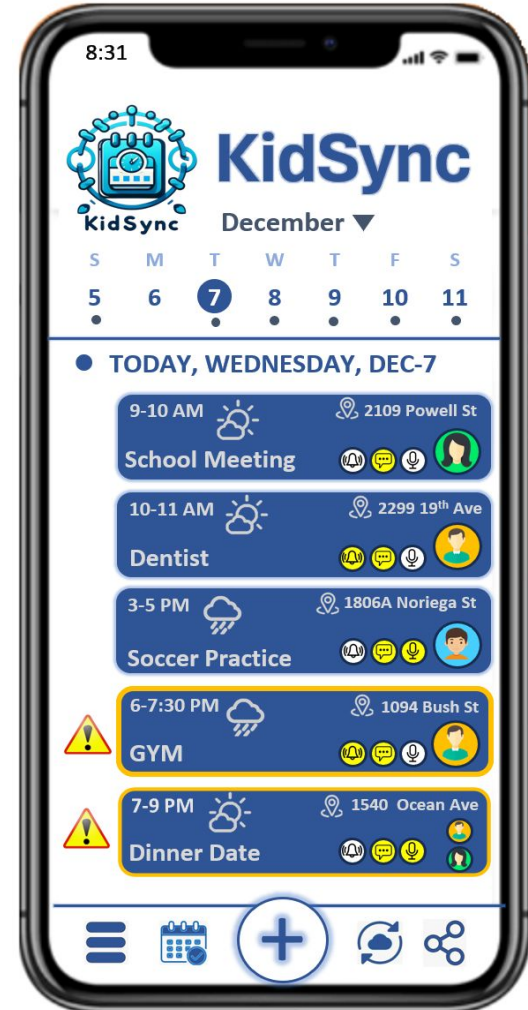 8:31
KidSync
KidSync
December ▼
S M T W T F S
5 6 7 8 9 10 11
TODAY, WEDNESDAY, DEC-7
9-10 AM 2109 Powell St
School Meeting
10-11 AM 2299 19th Ave
Dentist
3-5 PM 1806A Noriega St
Soccer Practice
6-7:30 PM 1094 Bush St
GYM
7-9 PM 1540 Ocean Ave
Dinner Date